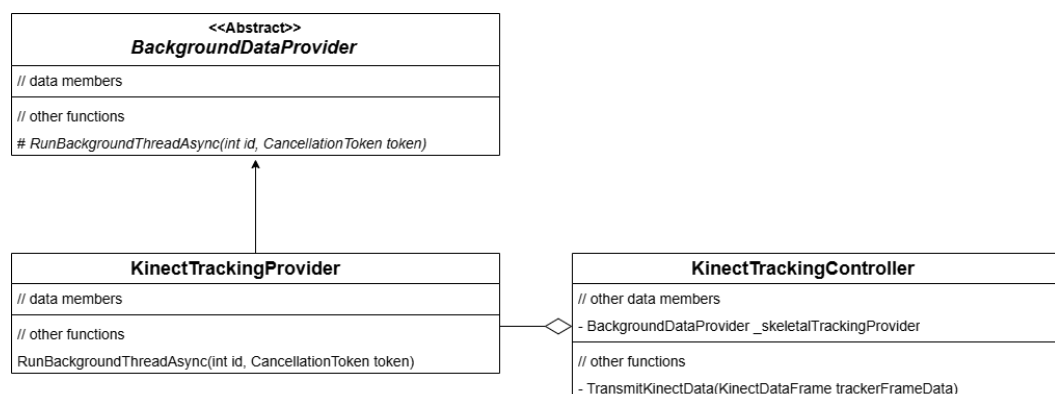 <<Abstract>>
BackgroundDataProvider
// data members
// other functions
# RunBackgroundThreadAsync(int id, CancellationToken token)
KinectTrackingProvider
// data members
// other functions
RunBackgroundThreadAsync(int id, CancellationToken token)
KinectTrackingController
// other data members
- BackgroundDataProvider _skeletalTrackingProvider
// other functions
- TransmitKinectData(KinectDataFrame trackerFrameData)